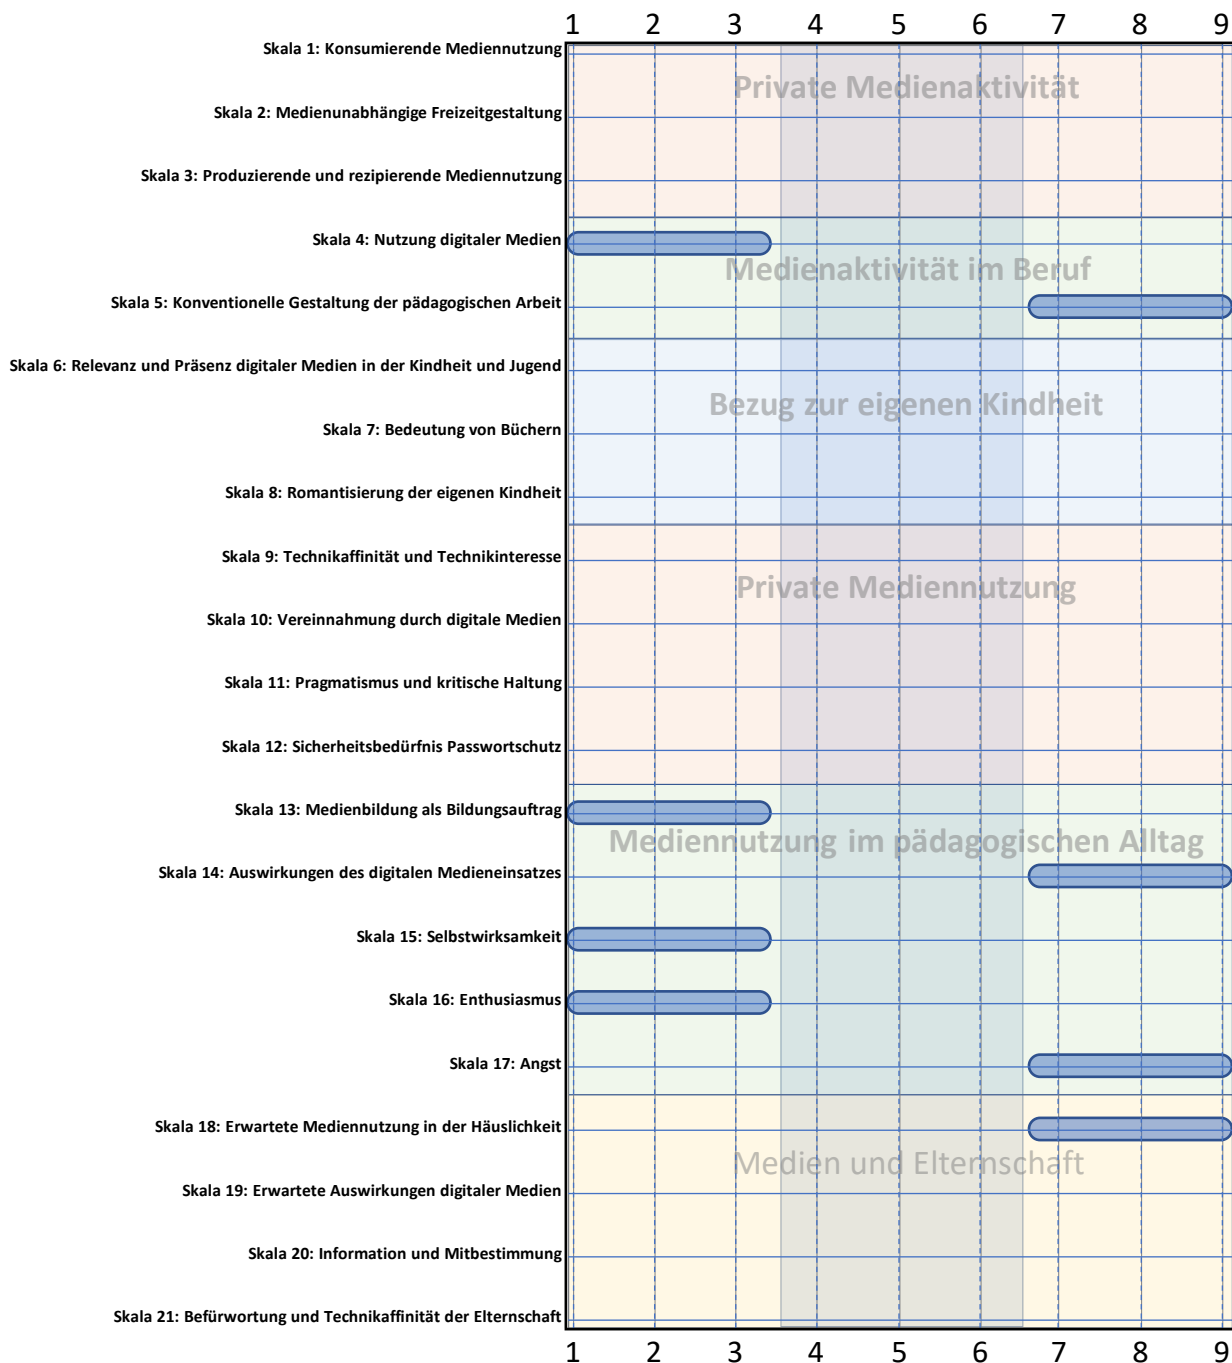 1 2 3 4 5 6 7 8 9
Skala 1: Konsumierende Mediennutzung
Private Medienaktivität
Skala 2: Medienunabhängige Freizeitgestaltung
Skala 3: Produzierende und rezipierende Mediennutzung
Skala 4: Nutzung digitaler Medien
Medienaktivität im Beruf
Skala 5: Konventionelle Gestaltung der pädagogischen Arbeit
Skala 6: Relevanz und Präsenz digitaler Medien in der Kindheit und Jugend
Bezug zur eigenen Kindheit
Skala 7: Bedeutung von Büchern
Skala 8: Romantisierung der eigenen Kindheit
Skala 9: Technikaffinität und Technikinteresse
Private Mediennutzung
Skala 10: Vereinnahmung durch digitale Medien
Skala 11: Pragmatismus und kritische Haltung
Skala 12: Sicherheitsbedürfnis Passwortschutz
Skala 13: Medienbildung als Bildungsauftrag
Mediennutzung im pädagogischen Alltag
Skala 14: Auswirkungen des digitalen Medieneinsatzes
Skala 15: Selbstwirksamkeit
Skala 16: Enthusiasmus
Skala 17: Angst
Skala 18: Erwartete Mediennutzung in der Häuslichkeit
Medien und Elternschaft
Skala 19: Erwartete Auswirkungen digitaler Medien
Skala 20: Information und Mitbestimmung
Skala 21: Befürwortung und Technikaffinität der Elternschaft
1 2 3 4 5 6 7 8 9